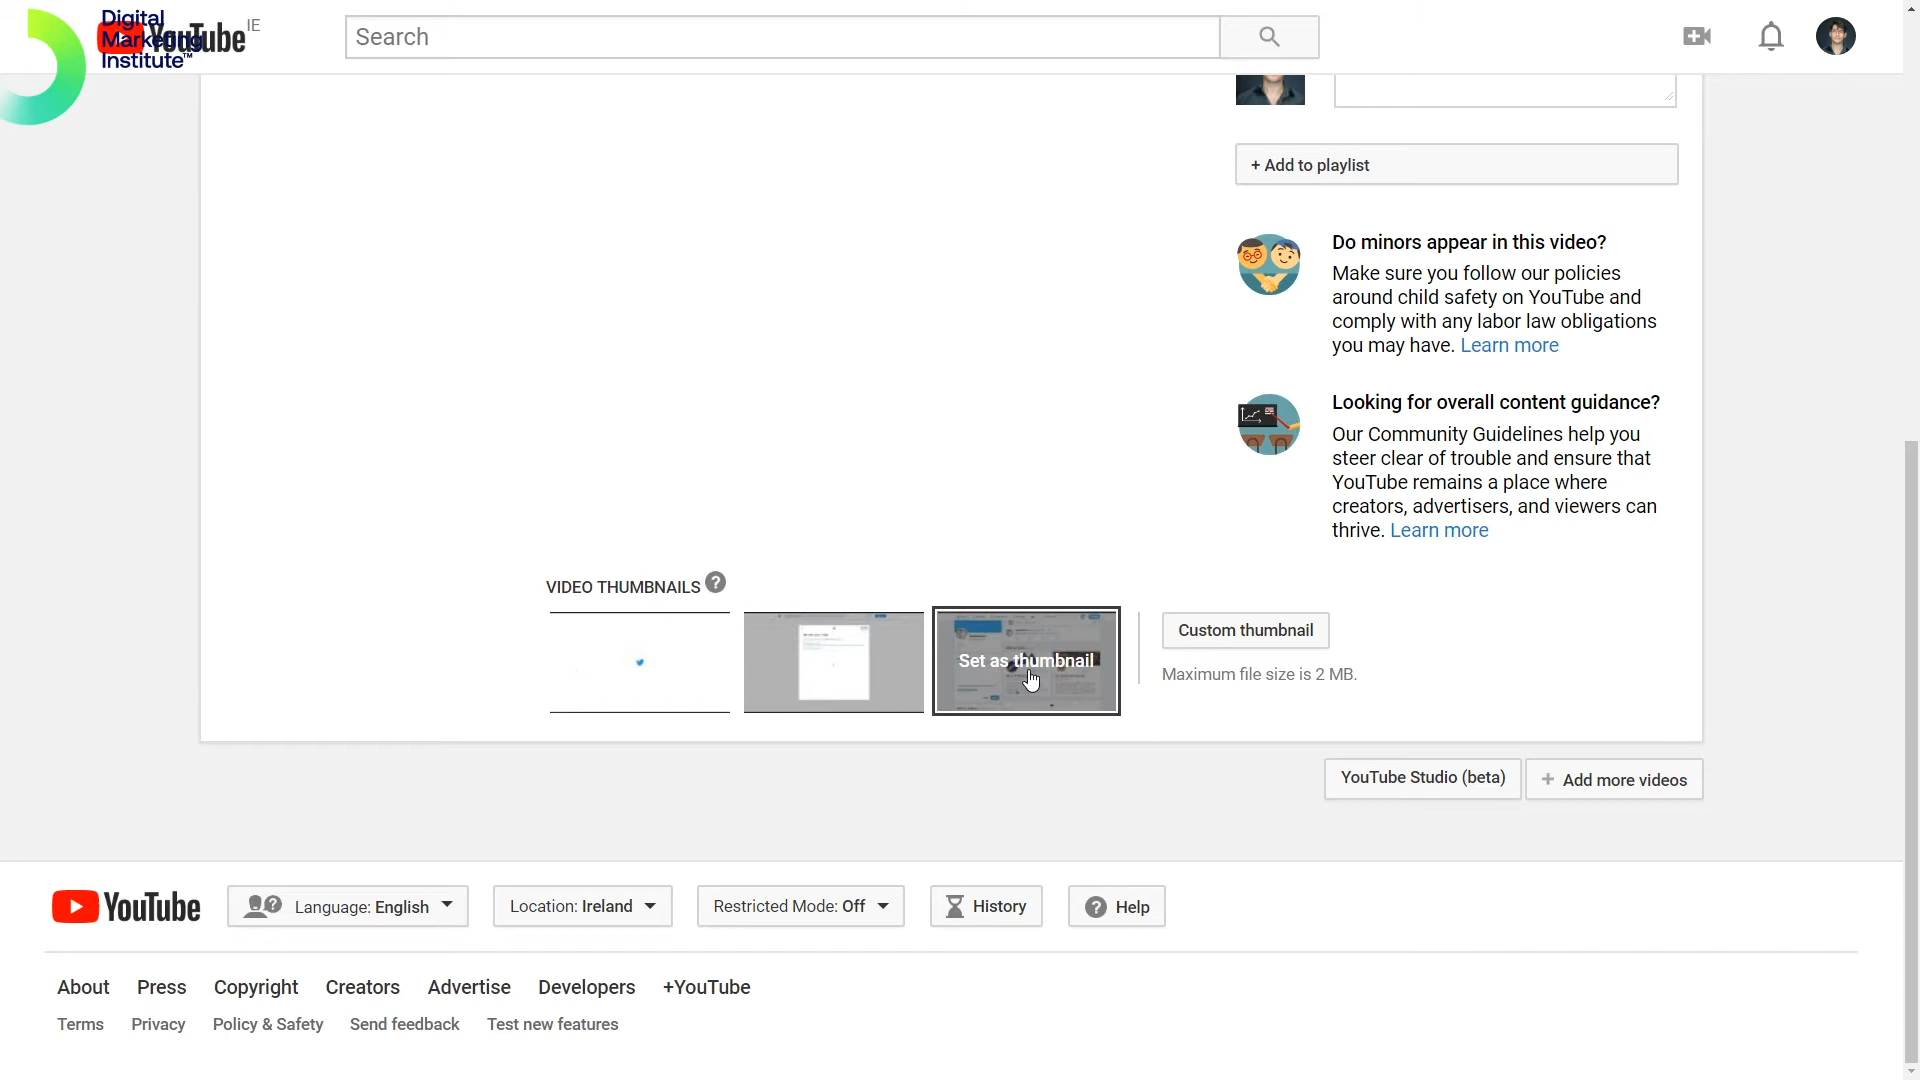 Digital
Marketing
Institute™
YouTube IE
Search
+ Add to playlist
Do minors appear in this video?
Make sure you follow our policies
around child safety on YouTube and
comply with any labor law obligations
you may have. Learn more
Looking for overall content guidance?
Our Community Guidelines help you
steer clear of trouble and ensure that
YouTube remains a place where
creators, advertisers, and viewers can
thrive. Learn more
VIDEO THUMBNAILS ?
Set as thumbnail
Custom thumbnail
Maximum file size is 2 MB.
YouTube Studio (beta)
+ Add more videos
YouTube
Language: English
Location: Ireland
Restricted Mode: Off
History
Help
About Press Copyright Creators Advertise Developers +YouTube
Terms Privacy Policy & Safety Send feedback Test new features